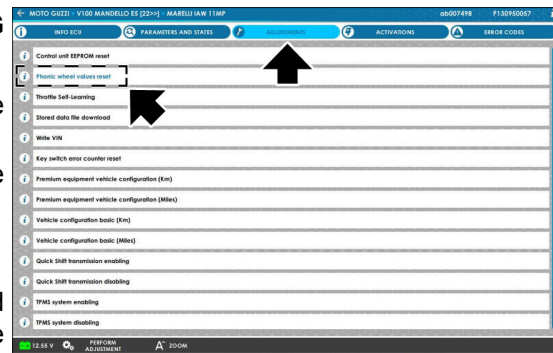 MOTO GUZZI V100 MANDELLO ES [22>>] MARELLI IAW 11MP ab007498 P130950057
INFO ECU PARAMETERS AND STATES ADJUSTMENTS ACTIVATIONS ERROR CODES
Control unit EEPROM reset
Phonic wheel values reset
Throttle Self-Learning
Stored data file download
Write VIN
Key switch error counter reset
Premium equipment vehicle configuration (Km)
Premium equipment vehicle configuration (Miles)
Vehicle configuration basic (Km)
Vehicle configuration basic (Miles)
Quick Shift transmission enabling
Quick Shift transmission disabling
TPMS system enabling
TPMS system disabling
12.55 V PERFORM ADJUSTMENT ZOOM